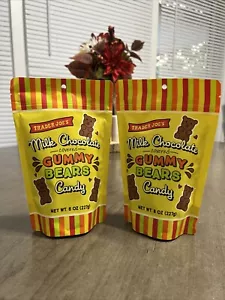 TRADER JOE'S
Milk Chocolate
COVERED
GUMMY
BEARS
Candy
NET WT. 8 OZ (227g)
TRADER JOE'S
Milk Chocolate
COVERED
GUMMY
BEARS
Candy
NET WT. 8 OZ (227g)